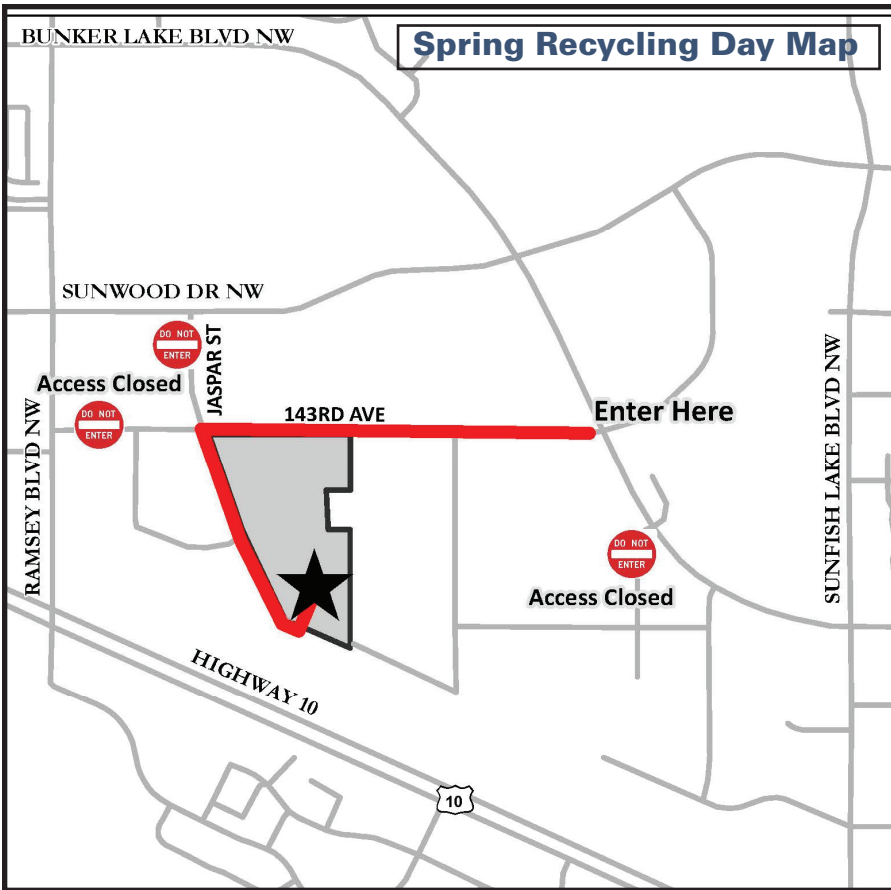 BUNKER LAKE BLVD NW
Spring Recycling Day Map
SUNWOOD DR NW
DO NOT
ENTER
JASPAR ST
Access Closed
DO NOT
ENTER
143RD AVE
Enter Here
RAMSEY BLVD NW
SUNFISH LAKE BLVD NW
DO NOT
ENTER
Access Closed
HIGHWAY 10
10